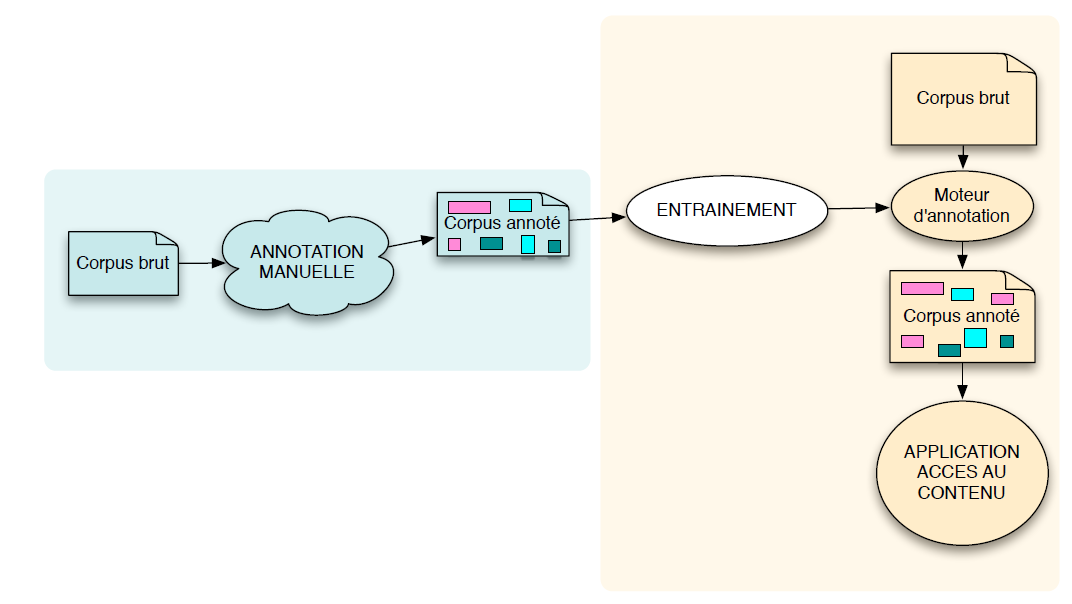 Corpus brut
ANNOTATION
MANUELLE
Corpus annoté
ENTRAINEMENT
Corpus brut
Moteur
d'annotation
Corpus annoté
APPLICATION
ACCES AU
CONTENU